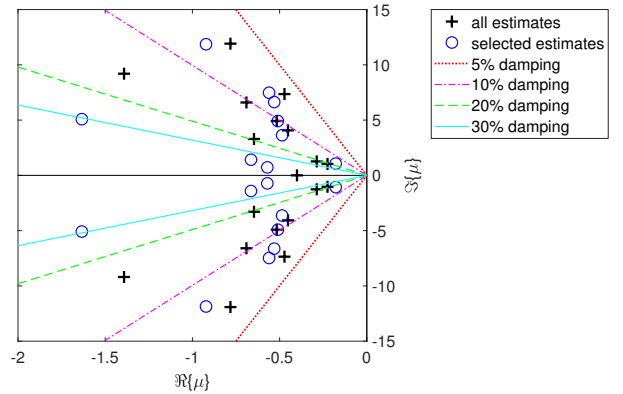 15
10
5
0
-5
-10
-15
-2
-1.5
-1
-0.5
0
ℜ{μ}
ℑ{μ}
all estimates
selected estimates
5% damping
10% damping
20% damping
30% damping